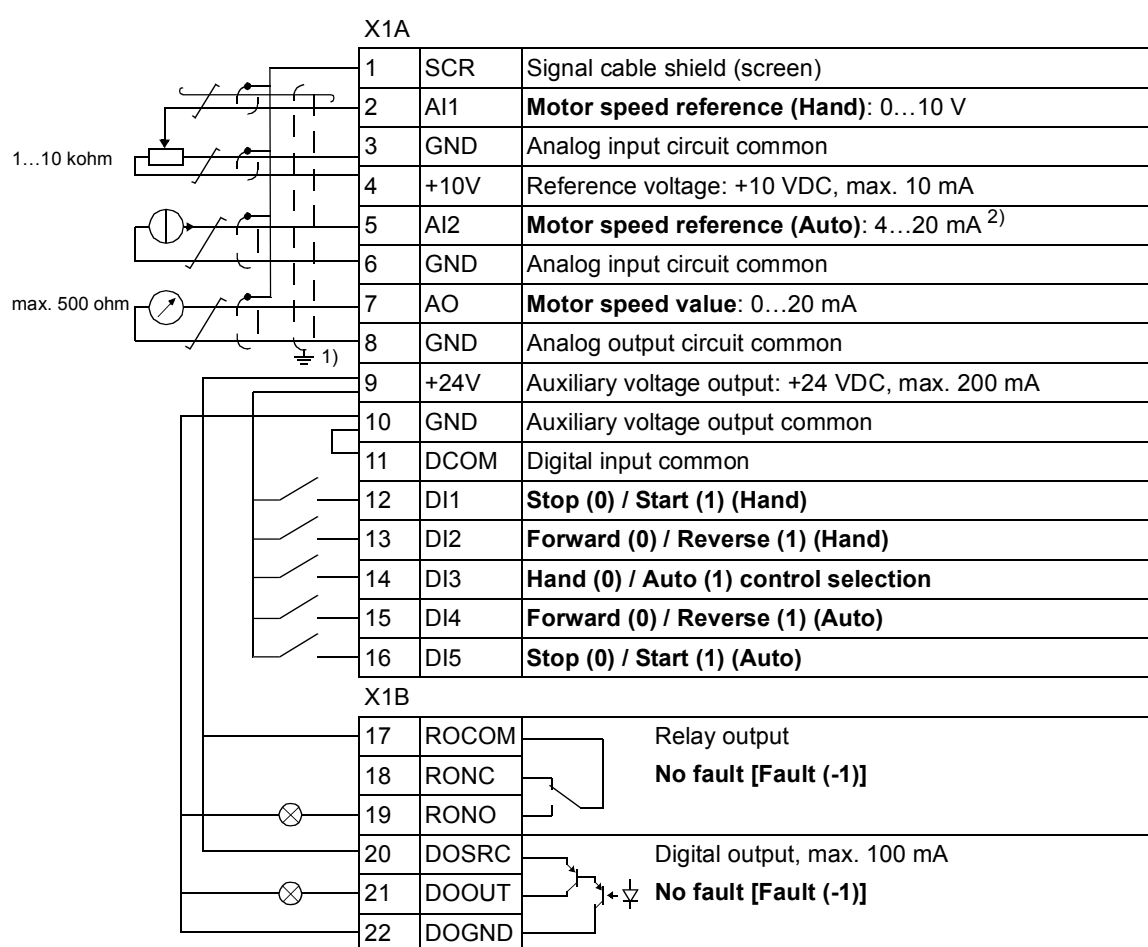 X1A
1 SCR Signal cable shield (screen)
2 AI1 Motor speed reference (Hand): 0…10 V
1…10 kohm
3 GND Analog input circuit common
4 +10V Reference voltage: +10 VDC, max. 10 mA
5 AI2 Motor speed reference (Auto): 4…20 mA 2)
6 GND Analog input circuit common
max. 500 ohm
7 AO Motor speed value: 0…20 mA
1)
8 GND Analog output circuit common
9 +24V Auxiliary voltage output: +24 VDC, max. 200 mA
10 GND Auxiliary voltage output common
11 DCOM Digital input common
12 DI1 Stop (0) / Start (1) (Hand)
13 DI2 Forward (0) / Reverse (1) (Hand)
14 DI3 Hand (0) / Auto (1) control selection
15 DI4 Forward (0) / Reverse (1) (Auto)
16 DI5 Stop (0) / Start (1) (Auto)
X1B
17 ROCOM Relay output
18 RONC No fault [Fault (-1)]
19 RONO
20 DOSRC Digital output, max. 100 mA
21 DOOUT No fault [Fault (-1)]
22 DOGND